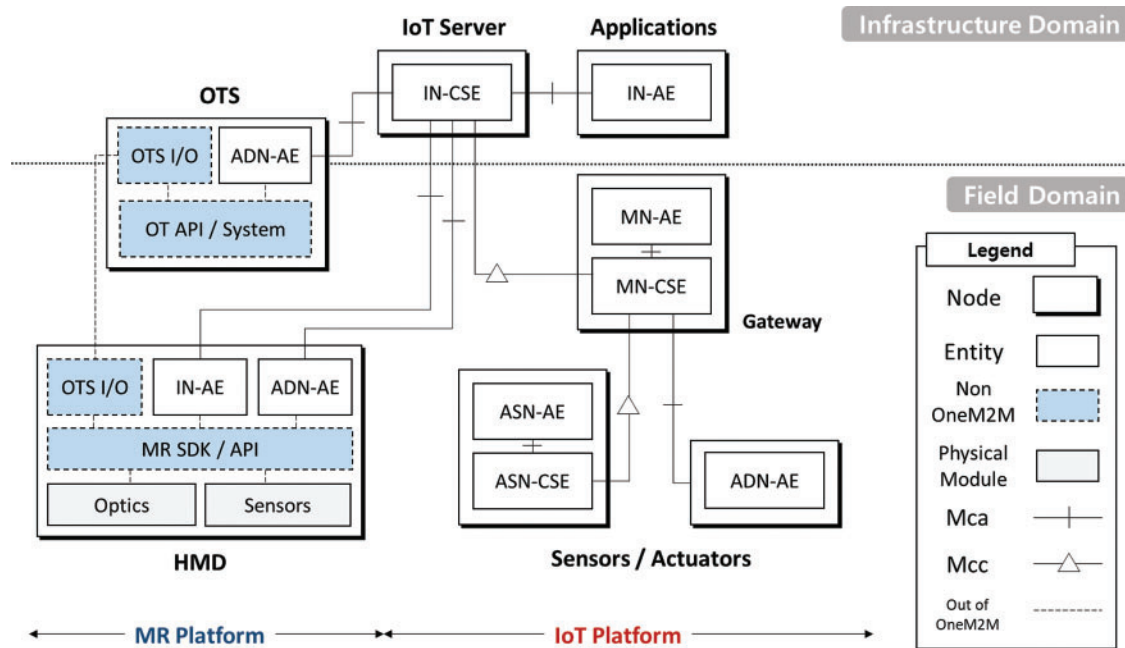 IoT Server
Applications
Infrastructure Domain
IN-CSE
IN-AE
OTS
OTS I/O
ADN-AE
OT API / System
Field Domain
MN-AE
MN-CSE
Gateway
OTS I/O
IN-AE
ADN-AE
MR SDK / API
Optics
Sensors
HMD
ASN-AE
ASN-CSE
ADN-AE
Sensors / Actuators
Legend
Node
Entity
Non
OneM2M
Physical
Module
Mca
Mcc
Out of
OneM2M
MR Platform
IoT Platform